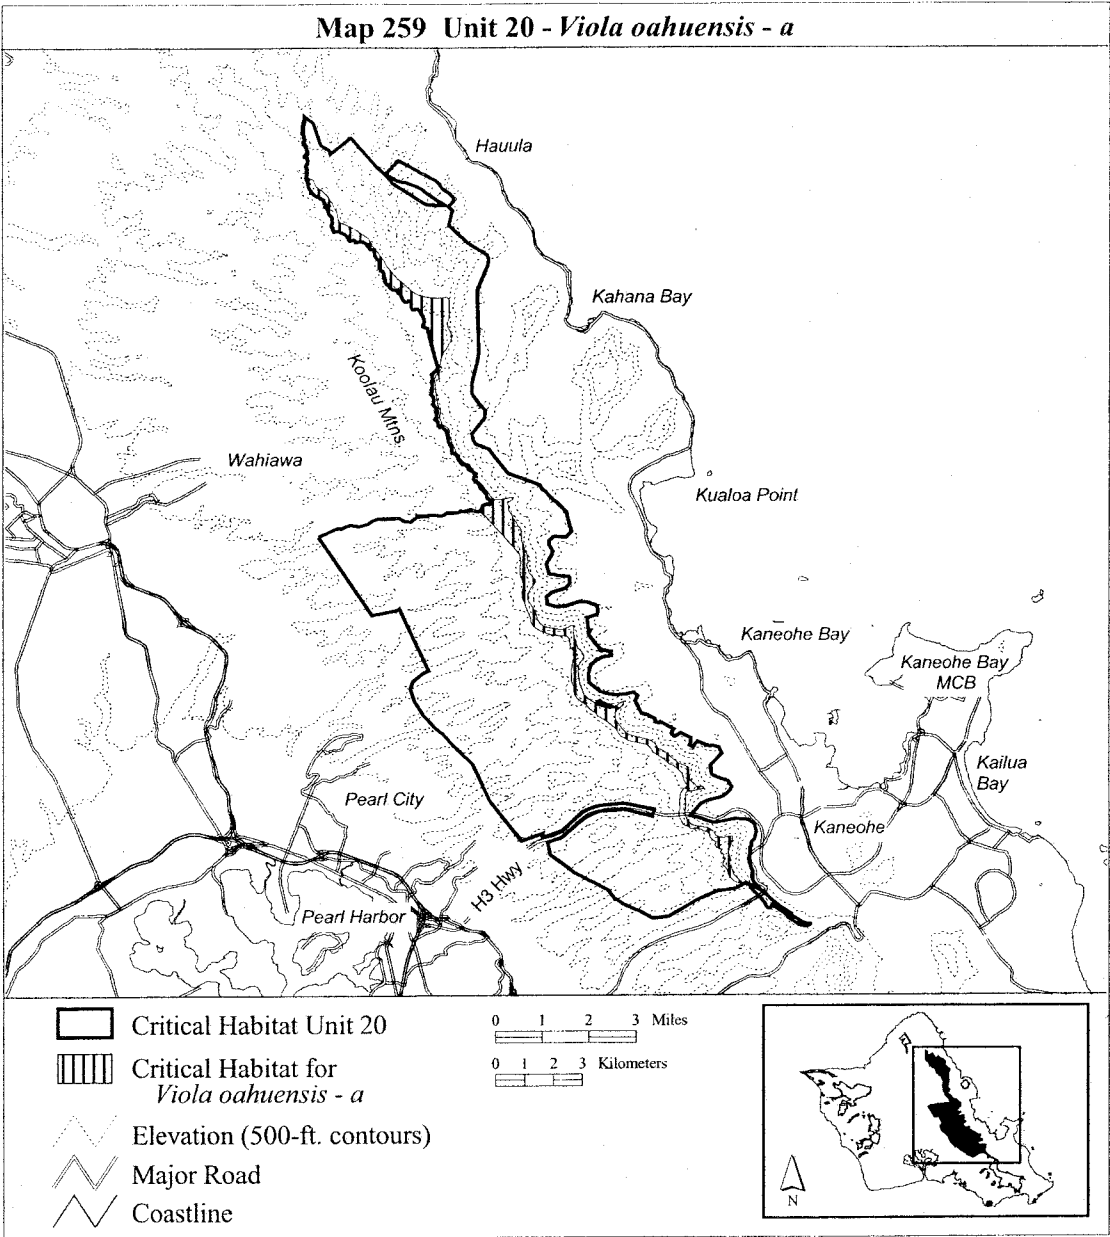 Map 259 Unit 20 - Viola oahuensis - a
Hauula
Kahana Bay
Koolau Mtns.
Wahiawa
Kualoa Point
Kaneohe Bay
Kaneohe Bay
MCB
Kailua
Bay
Pearl City
Kaneohe
H3 Hwy
Pearl Harbor
Critical Habitat Unit 20
Critical Habitat for
Viola oahuensis - a
Elevation (500-ft. contours)
Major Road
Coastline
0 1 2 3 Miles
0 1 2 3 Kilometers
N